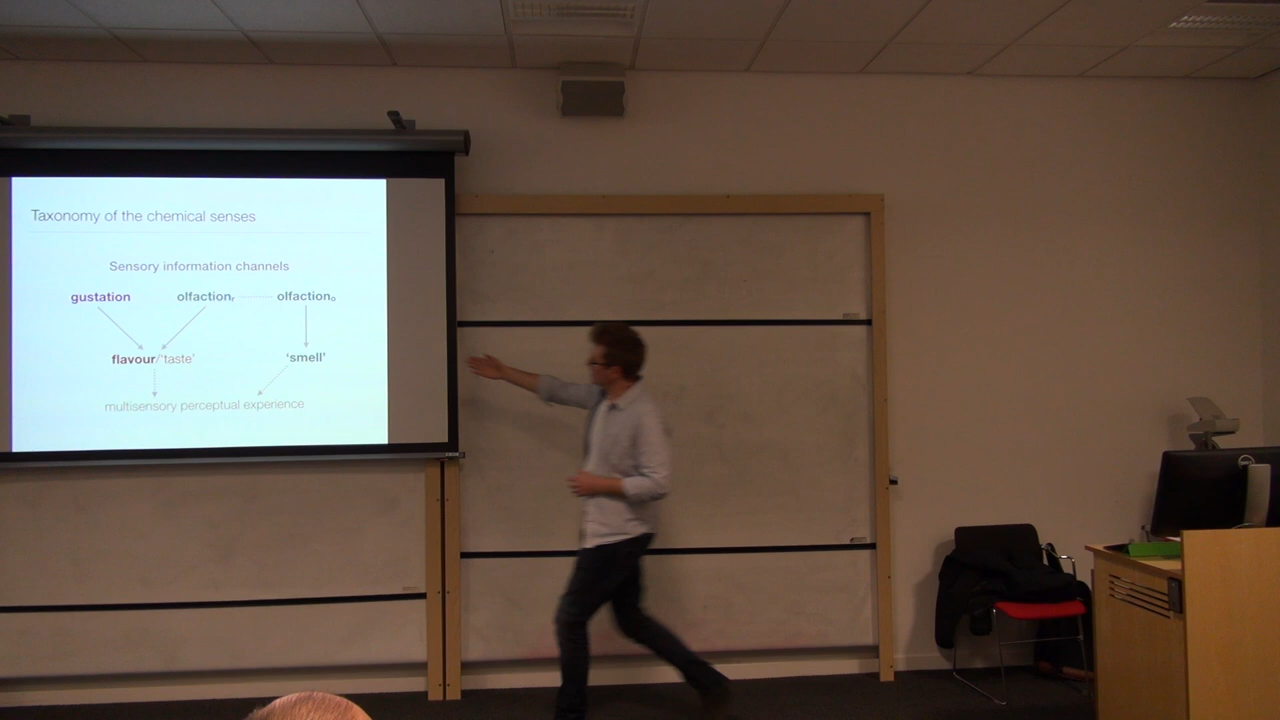 Taxonomy of the chemical senses
Sensory information channels
gustation olfactionr olfactiono
flavour/'taste' 'smell'
multisensory perceptual experience